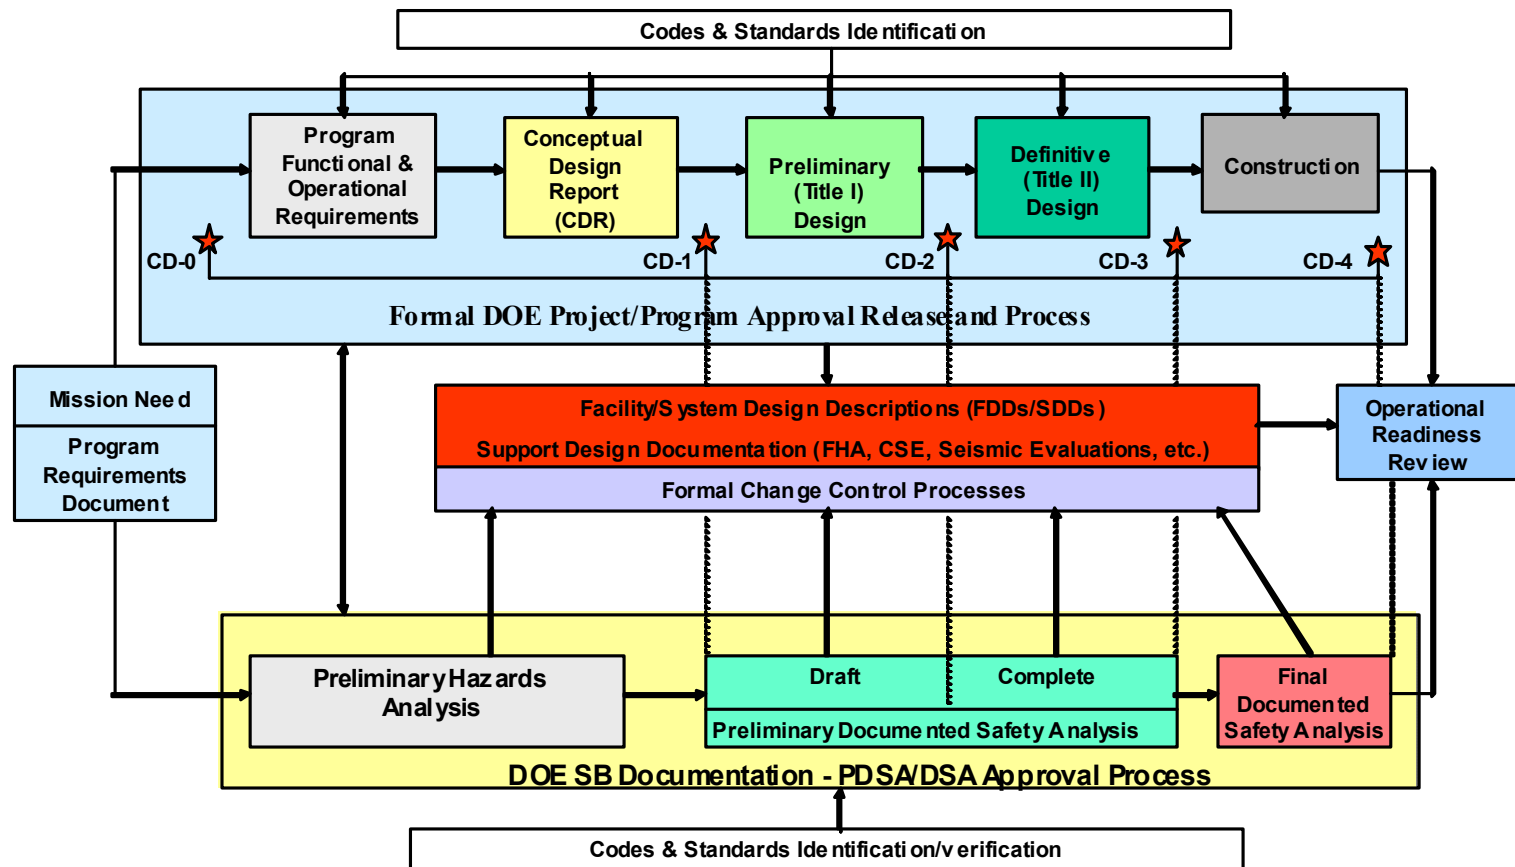 Codes & Standards Identification
Program
Functional &
Operational
Requirements
Conceptual
Design
Report
(CDR)
Preliminary
(Title I)
Design
Definitive
(Title II)
Design
Construction
CD-0
CD-1
CD-2
CD-3
CD-4
Formal DOE Project/Program Approval Release and Process
Mission Need
Program
Requirements
Document
Facility/System Design Descriptions (FDDs/SDDs)
Support Design Documentation (FHA, CSE, Seismic Evaluations, etc.)
Formal Change Control Processes
Operational
Readiness
Review
Preliminary Hazards
Analysis
Draft
Complete
Preliminary Documented Safety Analysis
Final
Documented
Safety Analysis
DOE SB Documentation - PDSA/DSA Approval Process
Codes & Standards Identification/verification